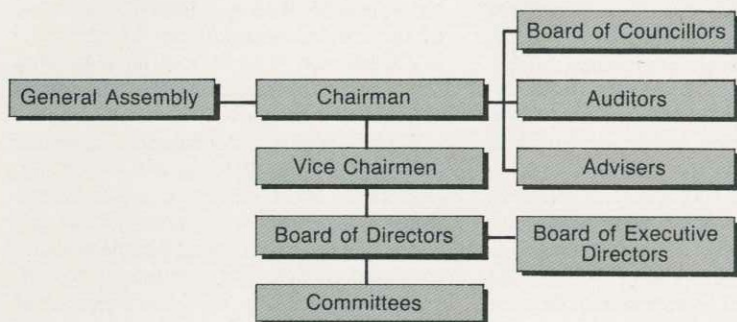 Board of Councillors
General Assembly
Chairman
Auditors
Vice Chairmen
Advisers
Board of Directors
Board of Executive
Directors
Committees